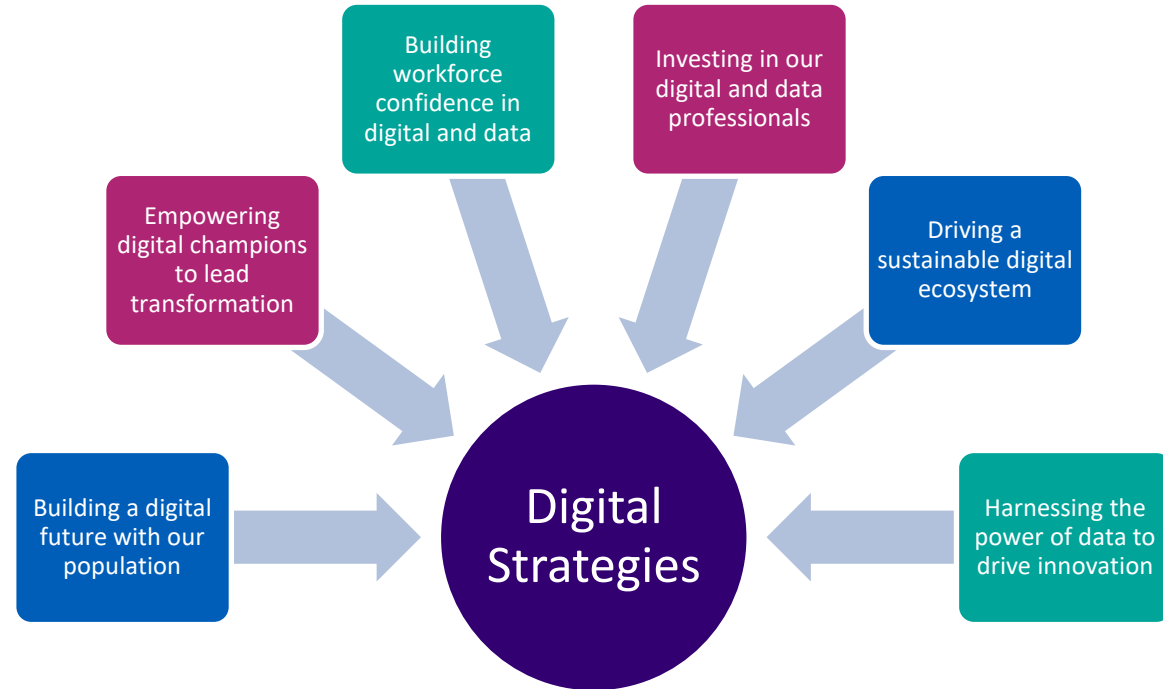 Building
workforce
confidence in
digital and data
Investing in our
digital and data
professionals
Empowering
digital champions
to lead
transformation
Driving a
sustainable digital
ecosystem
Building a digital
future with our
population
Digital
Strategies
Harnessing the
power of data to
drive innovation